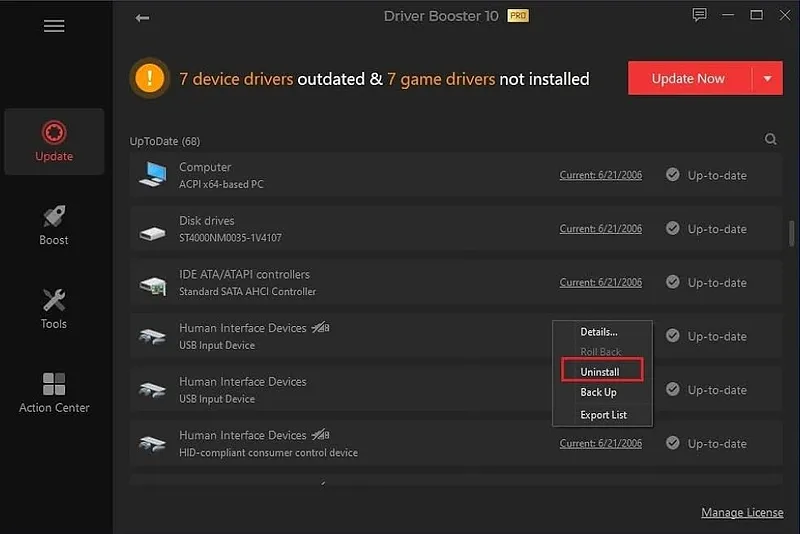 Driver Booster 10 PRO
7 device drivers outdated & 7 game drivers not installed
Update Now
UpToDate (68)
Update
Boost
Tools
Action Center
Computer
ACPI x64-based PC
Current: 6/21/2006
Up-to-date
Disk drives
ST4000NM0035-1V4107
Current: 6/21/2006
Up-to-date
IDE ATA/ATAPI controllers
Standard SATA AHCI Controller
Current: 6/21/2006
Up-to-date
Human Interface Devices
USB Input Device
Up-to-date
Human Interface Devices
USB Input Device
Up-to-date
Human Interface Devices
HID-compliant consumer control device
Current: 6/21/2006
Up-to-date
Details...
Roll Back
Uninstall
Back Up
Export List
Manage License